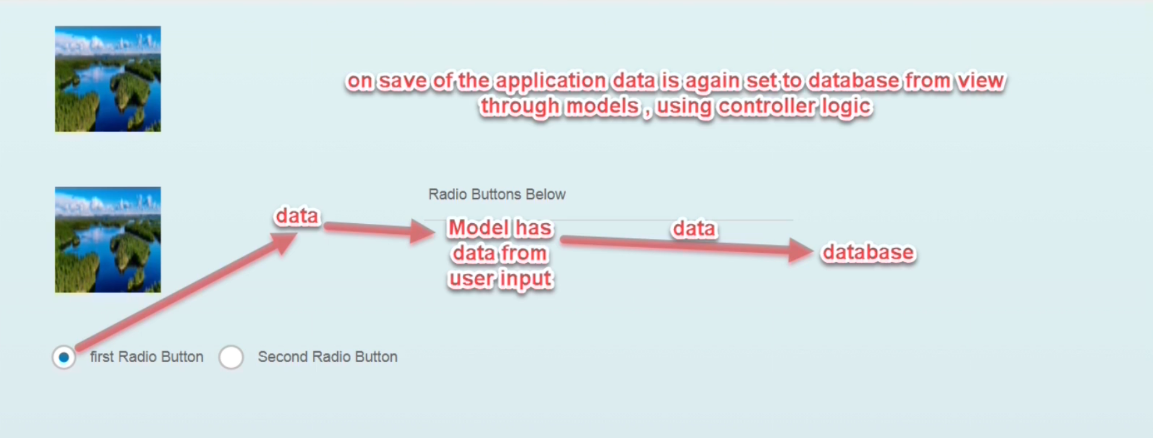 on save of the application data is again set to database from view
through models , using controller logic
Radio Buttons Below
data
Model has
data from
user input
data
database
first Radio Button
Second Radio Button